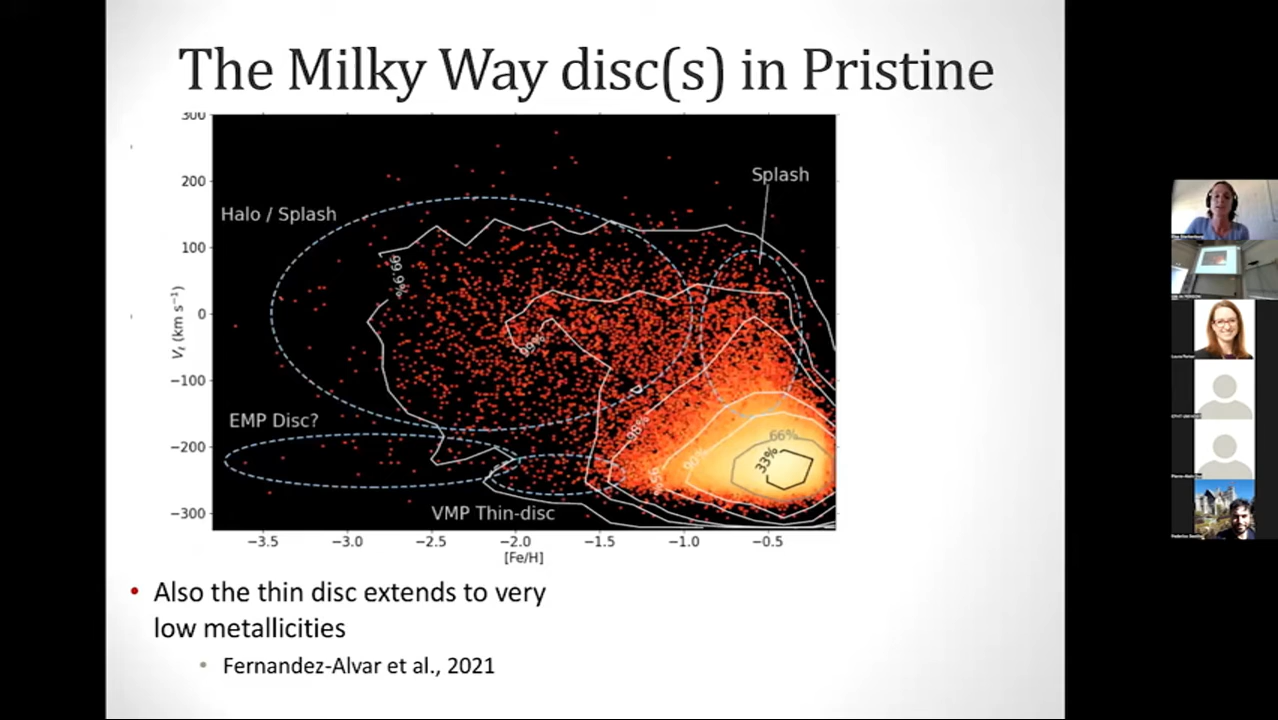 The Milky Way disc(s) in Pristine
300
200
100
0
−100
−200
−300
V_t (km s⁻¹)
Halo / Splash
Splash
99.9%
99%
98%
95%
90%
66%
33%
EMP Disc?
VMP Thin-disc
−3.5 −3.0 −2.5 −2.0 −1.5 −1.0 −0.5
[Fe/H]
• Also the thin disc extends to very
low metallicities
• Fernandez-Alvar et al., 2021